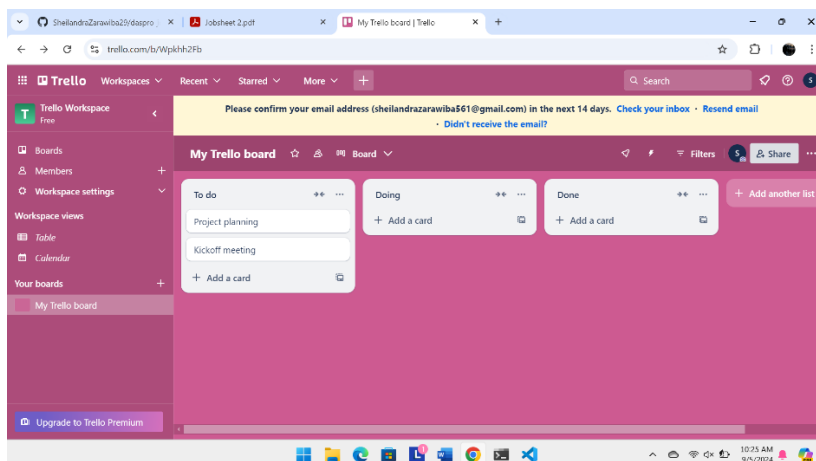 SheilandraZarawiba29/daspro_j
Jobsheet 2.pdf
My Trello board | Trello
trello.com/b/Wpkhh2Fb
Trello
Workspaces
Recent
Starred
More
Search
T
Trello Workspace
Free
Please confirm your email address (sheilandrazarawiba561@gmail.com) in the next 14 days. Check your inbox · Resend email
· Didn't receive the email?
Boards
Members
Workspace settings
Workspace views
Table
Calendar
Your boards
My Trello board
Upgrade to Trello Premium
My Trello board
Board
Filters
S
Share
To do
Project planning
Kickoff meeting
+ Add a card
Doing
+ Add a card
Done
+ Add a card
+ Add another list
10:25 AM
9/5/2024